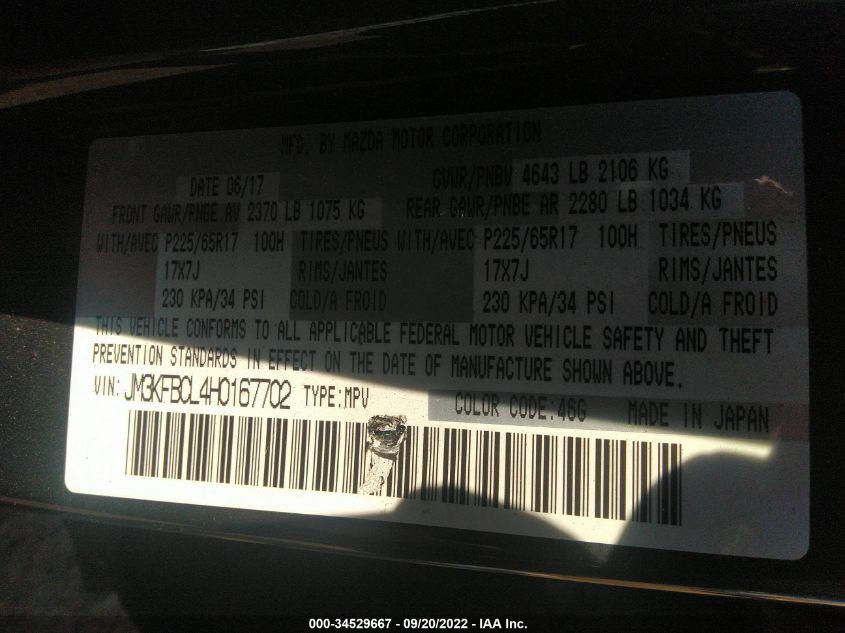 MFD. BY MAZDA MOTOR CORPORATION
DATE 06/17 GVWR/PNBV 4643 LB 2106 KG
FRONT GAWR/PNBE AV 2370 LB 1075 KG REAR GAWR/PNBE AR 2280 LB 1034 KG
WITH/AVEC P225/65R17 100H TIRES/PNEUS WITH/AVEC P225/65R17 100H TIRES/PNEUS
17X7J RIMS/JANTES 17X7J RIMS/JANTES
230 KPA/34 PSI COLD/A FROID 230 KPA/34 PSI COLD/A FROID
THIS VEHICLE CONFORMS TO ALL APPLICABLE FEDERAL MOTOR VEHICLE SAFETY AND THEFT
PREVENTION STANDARDS IN EFFECT ON THE DATE OF MANUFACTURE SHOWN ABOVE.
VIN: JM3KFBCL4H0167702 TYPE:MPV COLOR CODE:46G MADE IN JAPAN
000-34529667 - 09/20/2022 - IAA Inc.